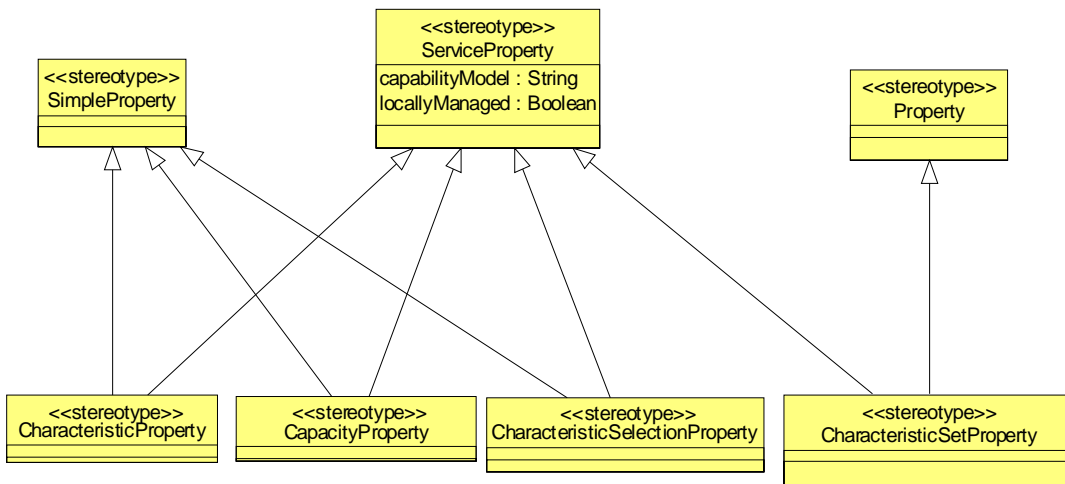 <<stereotype>>
SimpleProperty
<<stereotype>>
ServiceProperty
capabilityModel : String
locallyManaged : Boolean
<<stereotype>>
Property
<<stereotype>>
CharacteristicProperty
<<stereotype>>
CapacityProperty
<<stereotype>>
CharacteristicSelectionProperty
<<stereotype>>
CharacteristicSetProperty